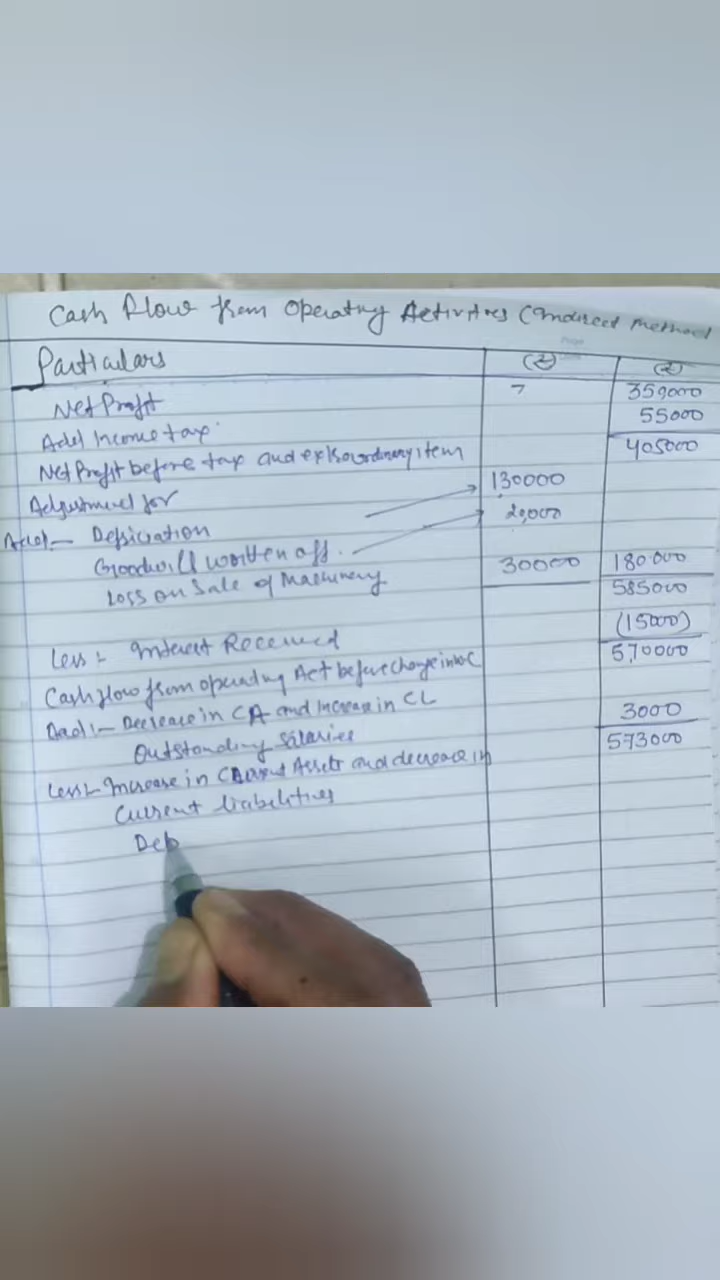 Cash flow from Operating Activities (Indirect Method
Particulars (₹) (₹)
Net Profit 350000
Add Income tax 55000
Net Profit before tax and extraordinary item 405000
Adjustment for 130000
Add:- Depriciation 20,000
Goodwill written off.
Loss on Sale of Machinery 30000 180000
585000
Less:- Interest Received (15000)
Cash flow from operating Act before change in WC 570000
Add:- Decrease in CA and Increase in CL
Outstanding Salaries 3000
573000
Less:- Increase in Current Assets and decrease in
Current liabilities
Deb